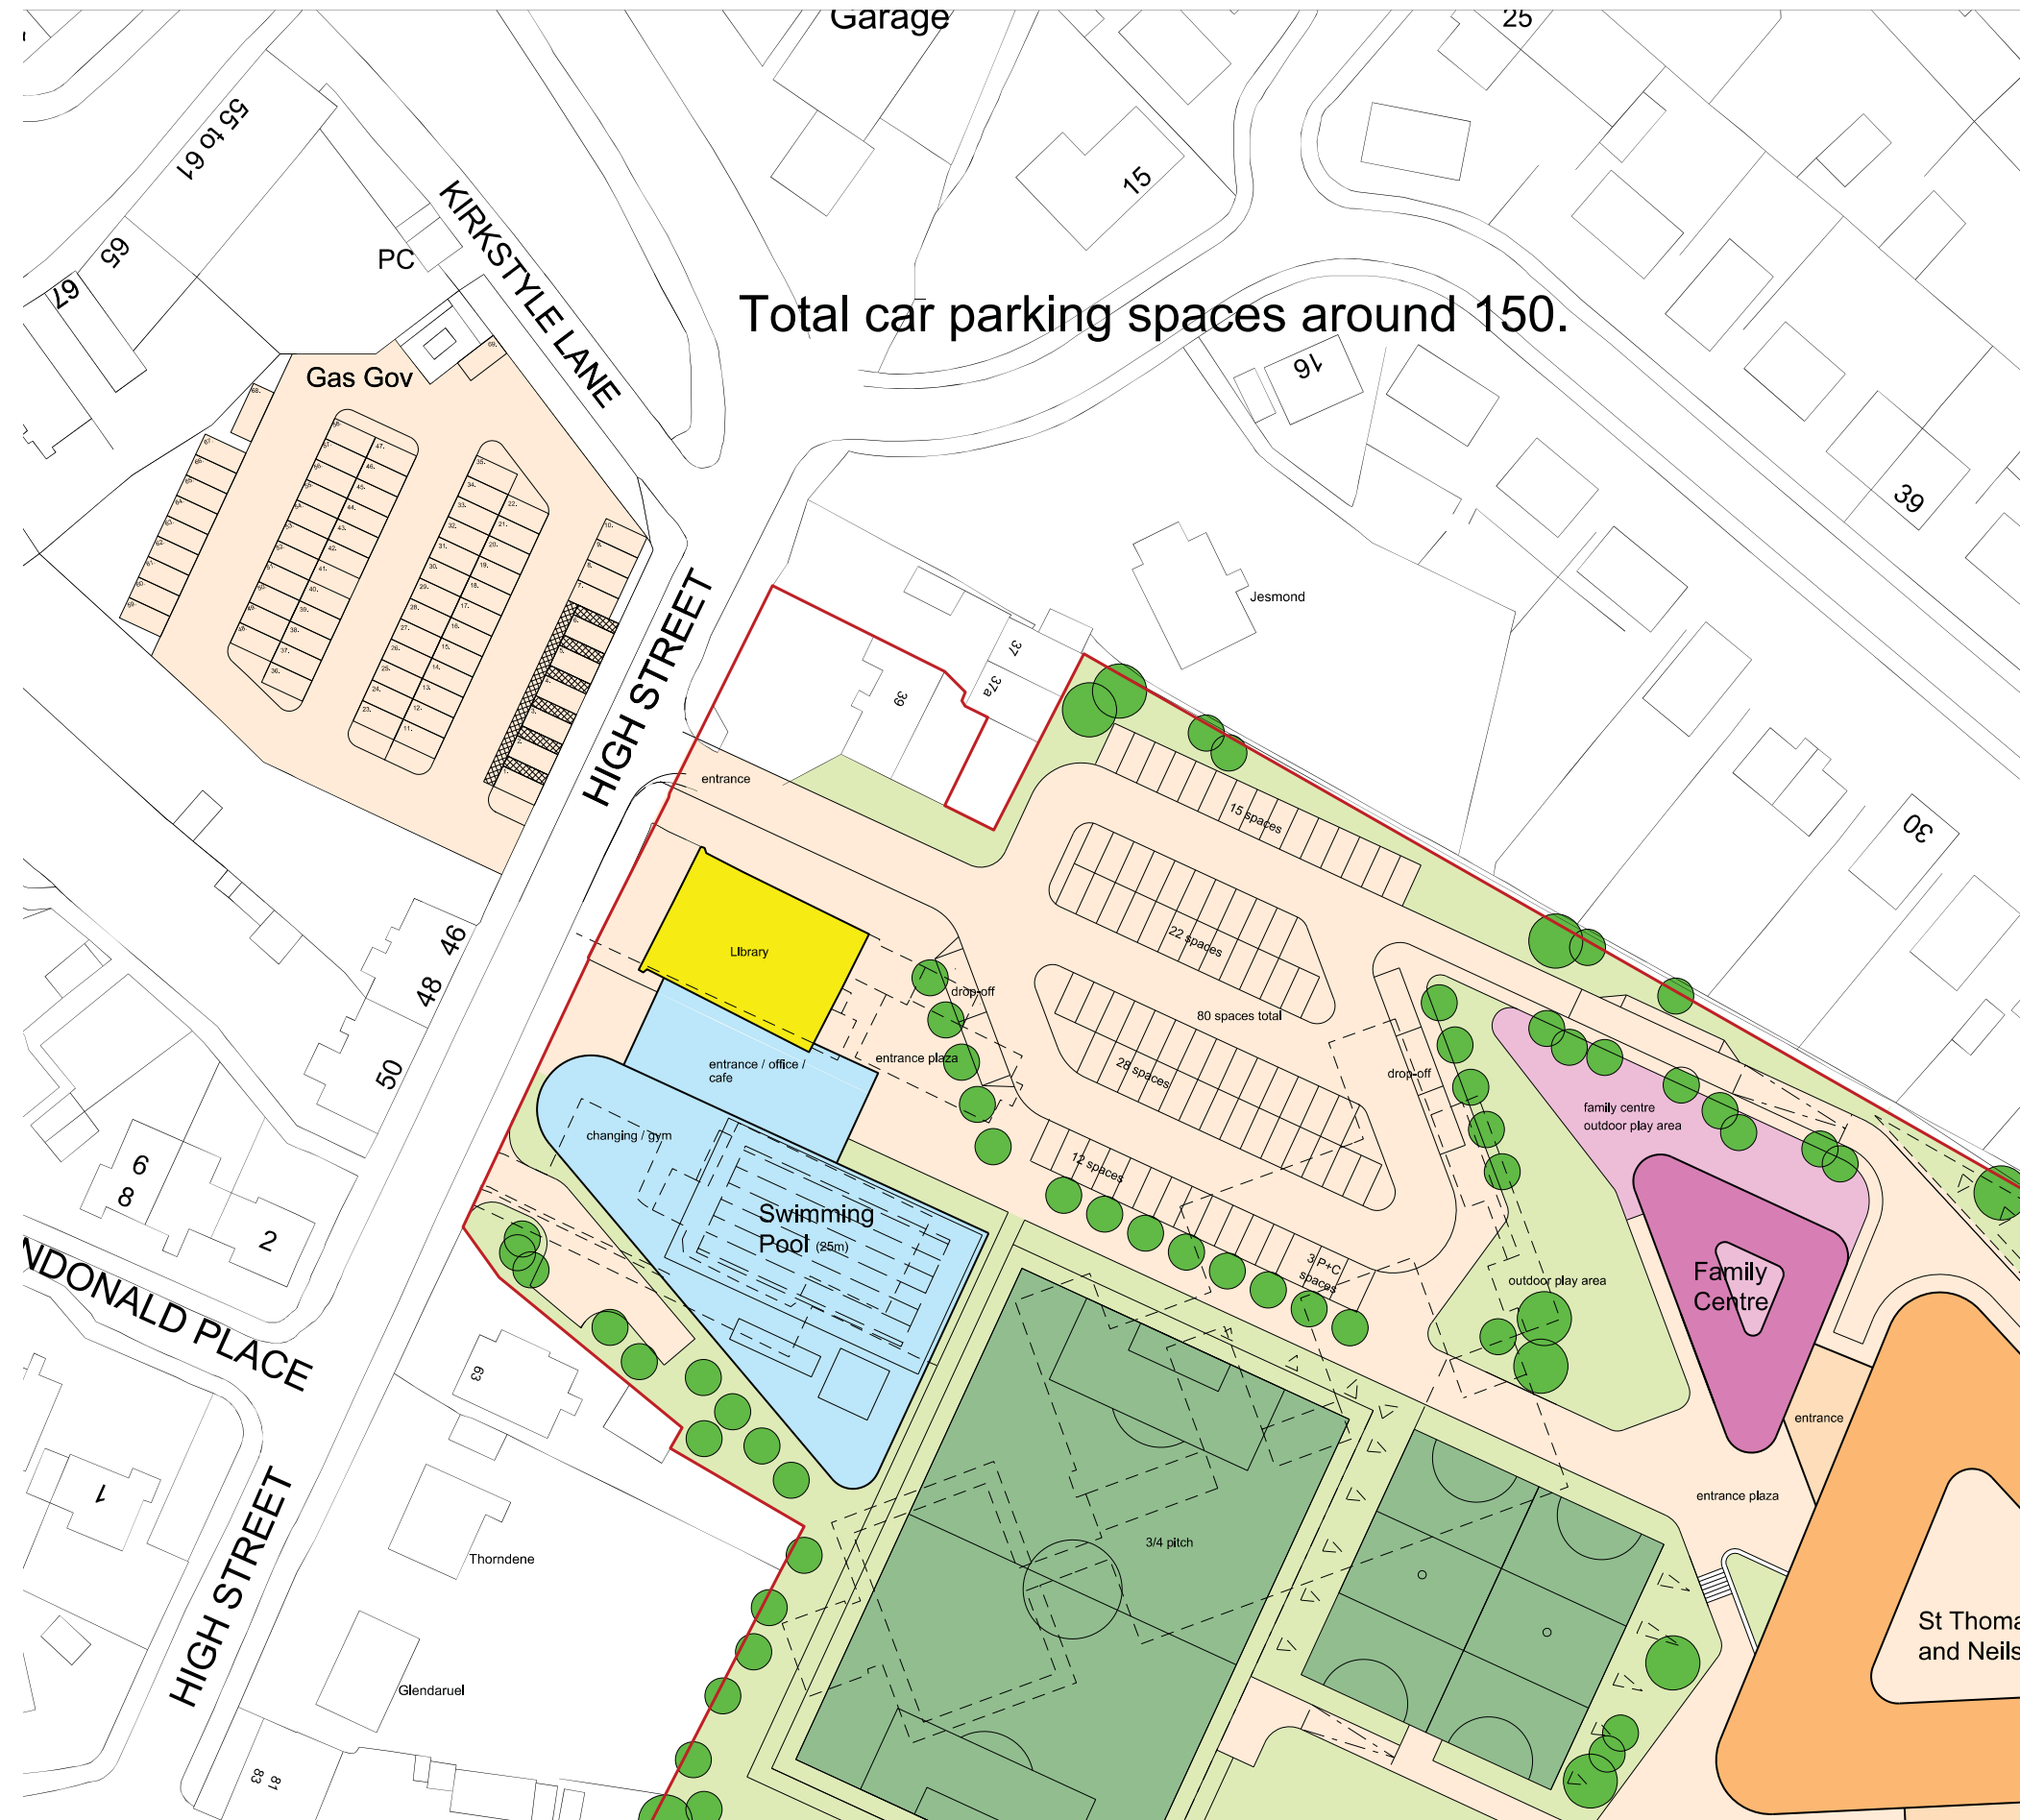 Garage
25
55 to 61
15
KIRKSTYLE LANE
65
PC
67
Total car parking spaces around 150.
16
Gas Gov
39
Jesmond
HIGH STREET
37
37a
39
entrance
15 spaces
30
46
22 spaces
Library
48
drop-off
80 spaces total
50
entrance plaza
28 spaces
drop-off
entrance / office /
cafe
family centre
outdoor play area
changing / gym
6
8
12 spaces
2
Swimming
Pool (25m)
3 P+C
spaces
outdoor play area
Family
Centre
NDONALD PLACE
63
entrance
1
entrance plaza
HIGH STREET
3/4 pitch
Thorndene
St Thoma
and Neils
Glendaruel
81
83